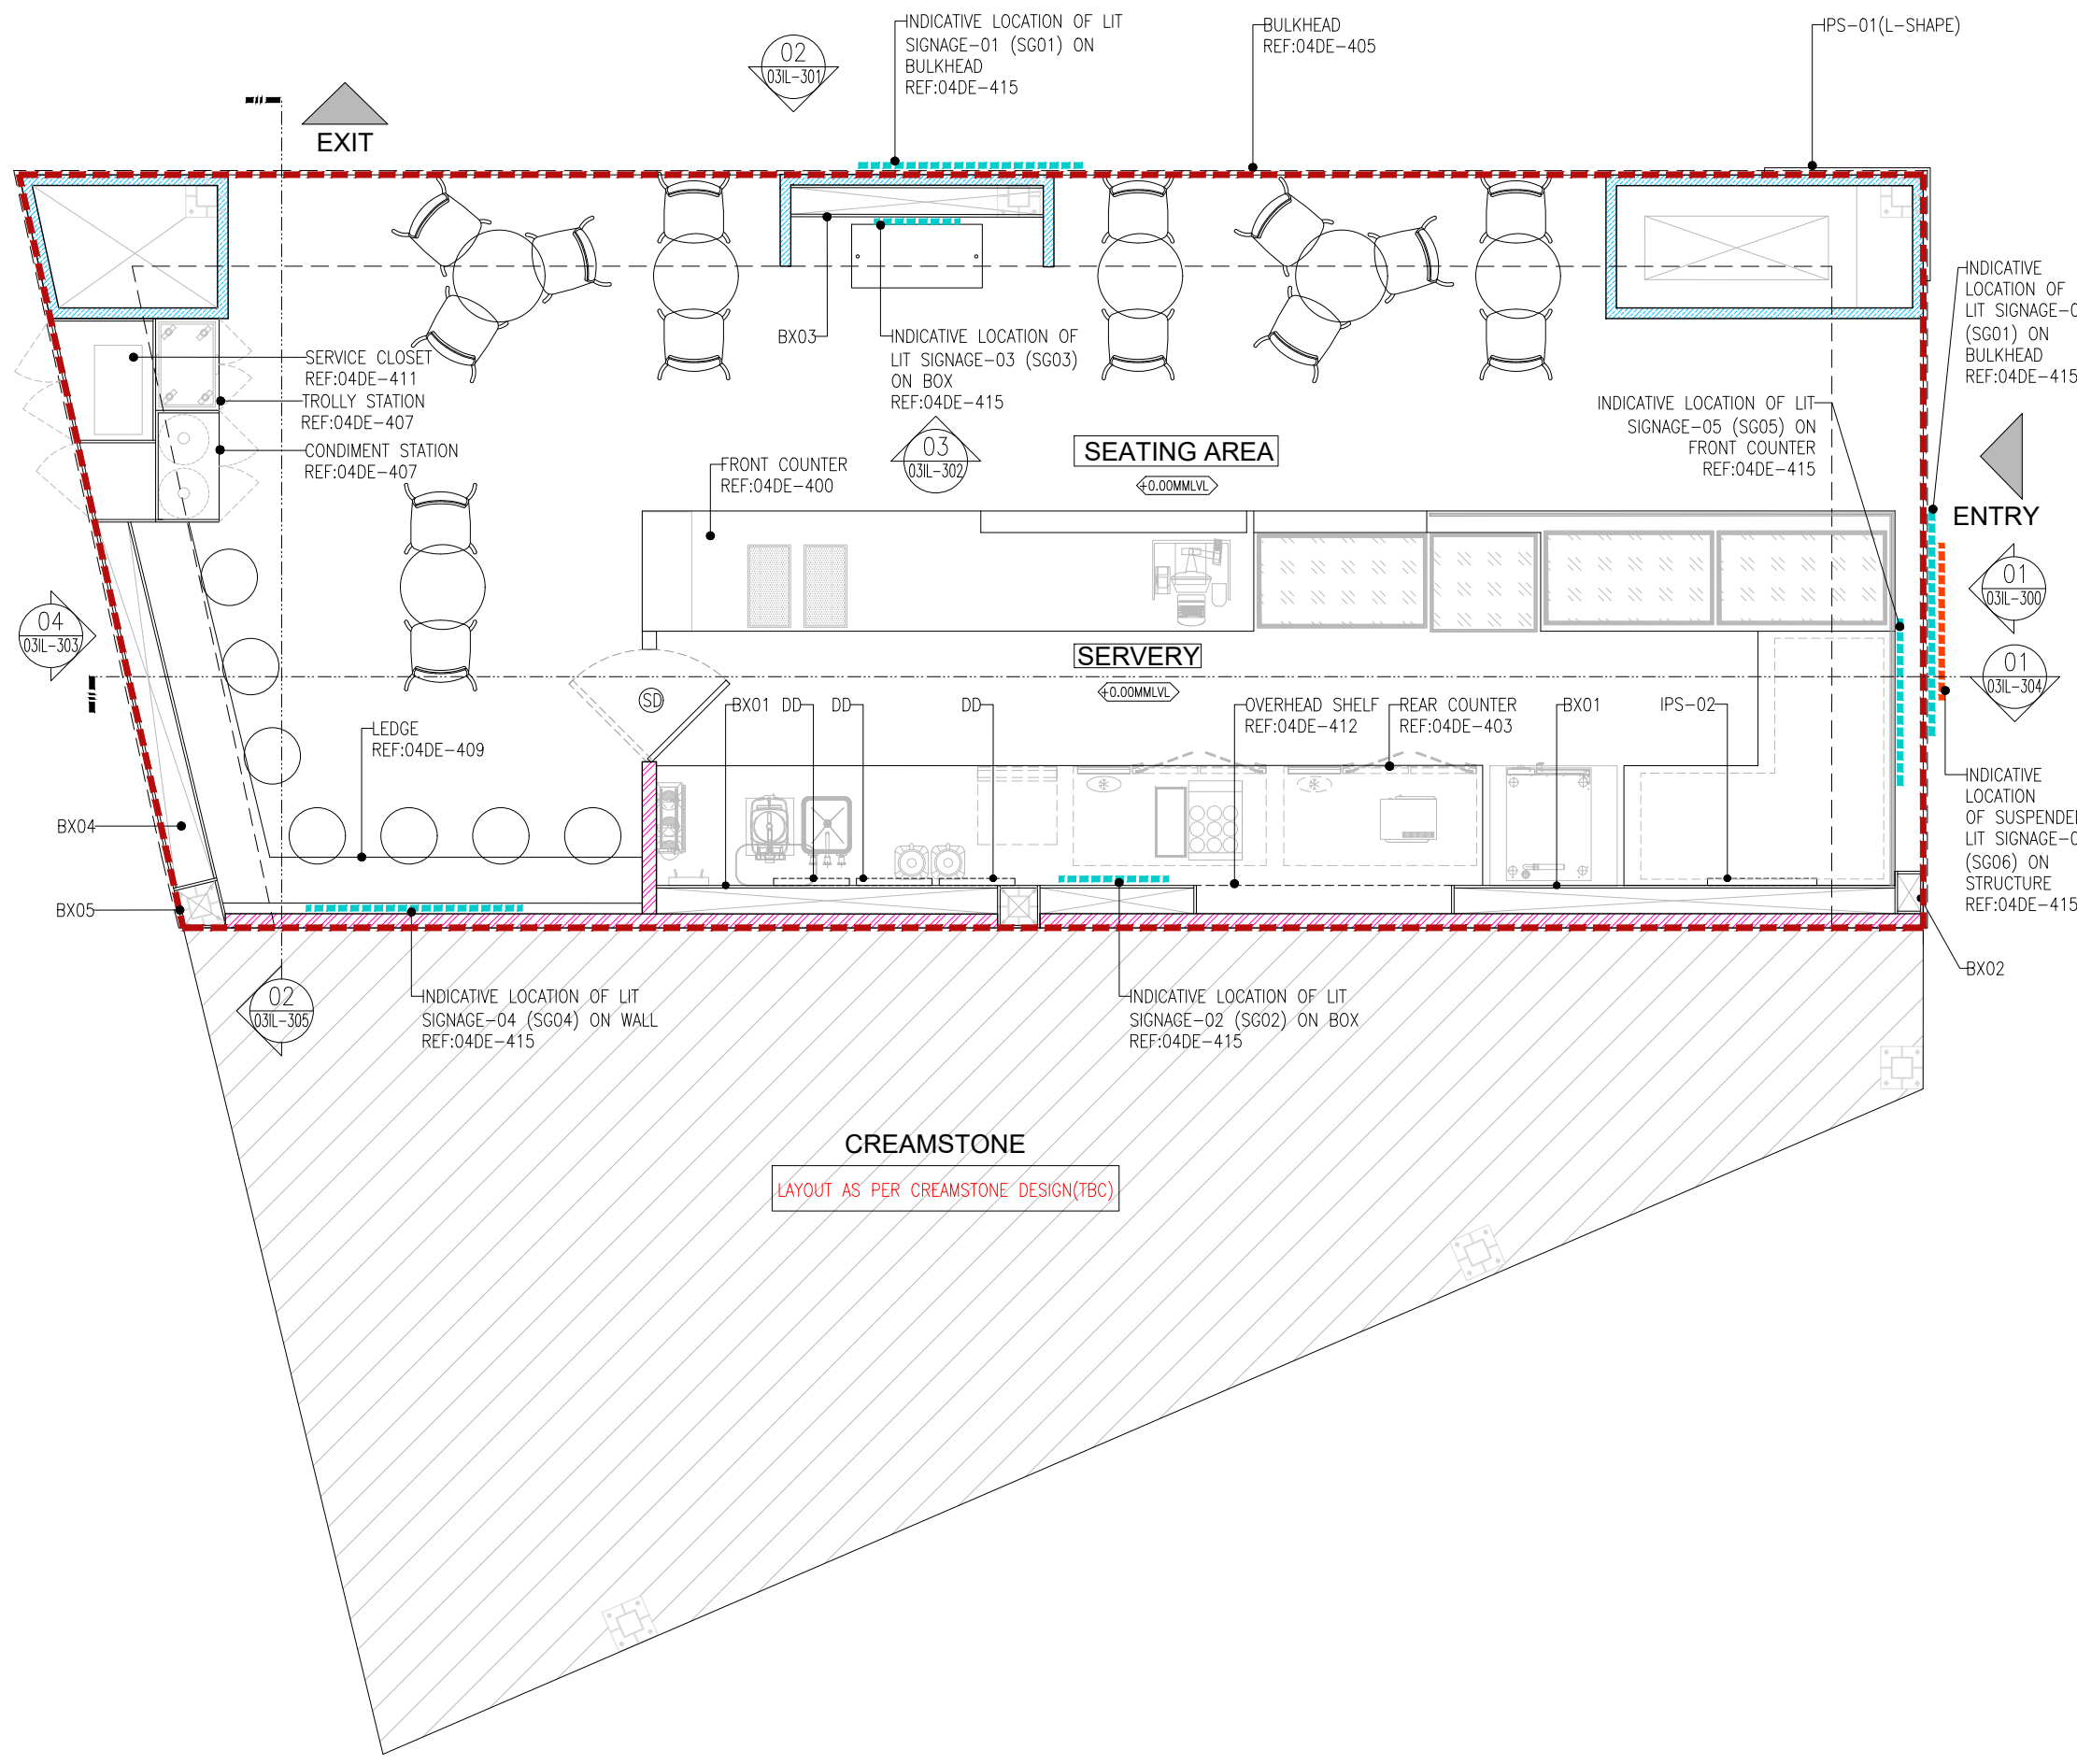 INDICATIVE LOCATION OF LIT
SIGNAGE-01 (SG01) ON
BULKHEAD
REF:04DE-415
BULKHEAD
REF:04DE-405
IPS-01(L-SHAPE)
02
03IL-301
EXIT
INDICATIVE
LOCATION OF
LIT SIGNAGE-0
(SG01) ON
BULKHEAD
REF:04DE-415
BX03
INDICATIVE LOCATION OF
LIT SIGNAGE-03 (SG03)
ON BOX
REF:04DE-415
SERVICE CLOSET
REF:04DE-411
TROLLY STATION
REF:04DE-407
CONDIMENT STATION
REF:04DE-407
INDICATIVE LOCATION OF LIT
SIGNAGE-05 (SG05) ON
FRONT COUNTER
REF:04DE-415
03
03IL-302
SEATING AREA
+0.00MMLVL
FRONT COUNTER
REF:04DE-400
ENTRY
01
03IL-300
04
03IL-303
SERVERY
+0.00MMLVL
01
03IL-304
SD
BX01
DD
DD
DD
OVERHEAD SHELF
REF:04DE-412
REAR COUNTER
REF:04DE-403
BX01
IPS-02
LEDGE
REF:04DE-409
INDICATIVE
LOCATION
OF SUSPENDE
LIT SIGNAGE-0
(SG06) ON
STRUCTURE
REF:04DE-415
BX04
BX05
BX02
02
03IL-305
INDICATIVE LOCATION OF LIT
SIGNAGE-04 (SG04) ON WALL
REF:04DE-415
INDICATIVE LOCATION OF LIT
SIGNAGE-02 (SG02) ON BOX
REF:04DE-415
CREAMSTONE
LAYOUT AS PER CREAMSTONE DESIGN(TBC)